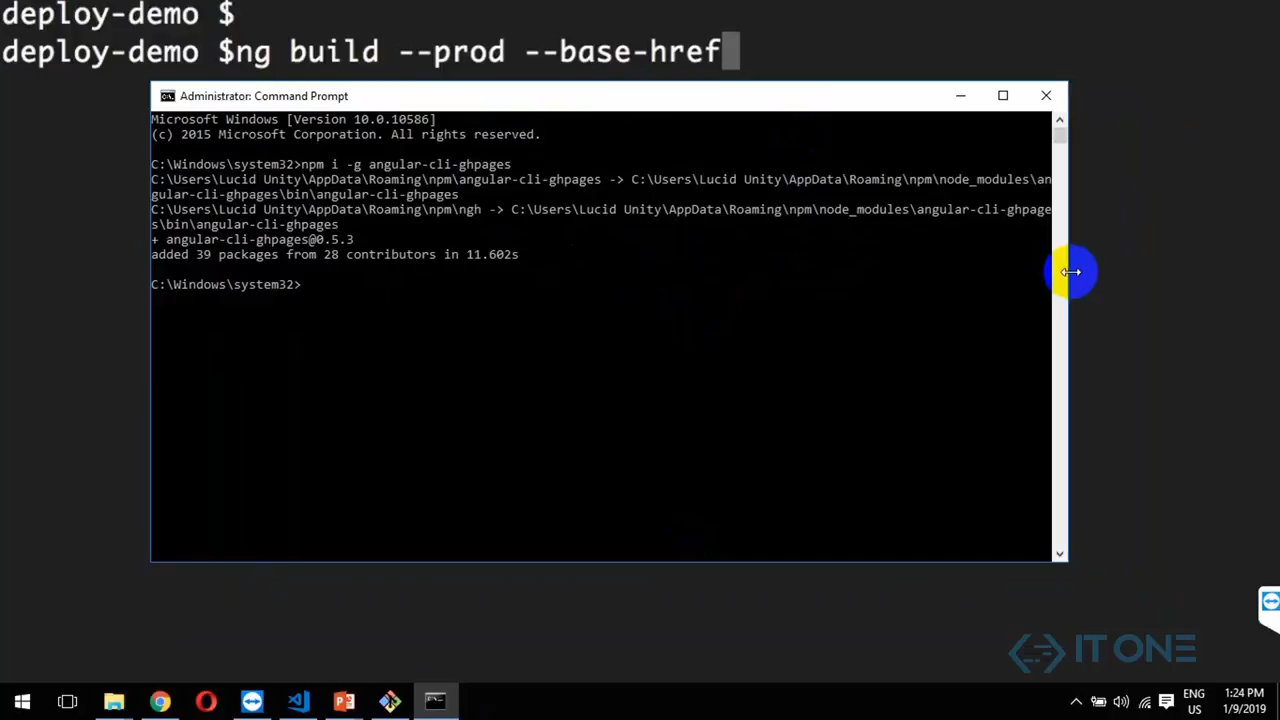 deploy-demo $
deploy-demo $ng build --prod --base-href
Administrator: Command Prompt
Microsoft Windows [Version 10.0.10586]
(c) 2015 Microsoft Corporation. All rights reserved.
C:\Windows\system32>npm i -g angular-cli-ghpages
C:\Users\Lucid Unity\AppData\Roaming\npm\angular-cli-ghpages -> C:\Users\Lucid Unity\AppData\Roaming\npm\node_modules\an
gular-cli-ghpages\bin\angular-cli-ghpages
C:\Users\Lucid Unity\AppData\Roaming\npm\ngh -> C:\Users\Lucid Unity\AppData\Roaming\npm\node_modules\angular-cli-ghpage
s\bin\angular-cli-ghpages
+ angular-cli-ghpages@0.5.3
added 39 packages from 28 contributors in 11.602s
C:\Windows\system32>
IT ONE
ENG
US
1:24 PM
1/9/2019